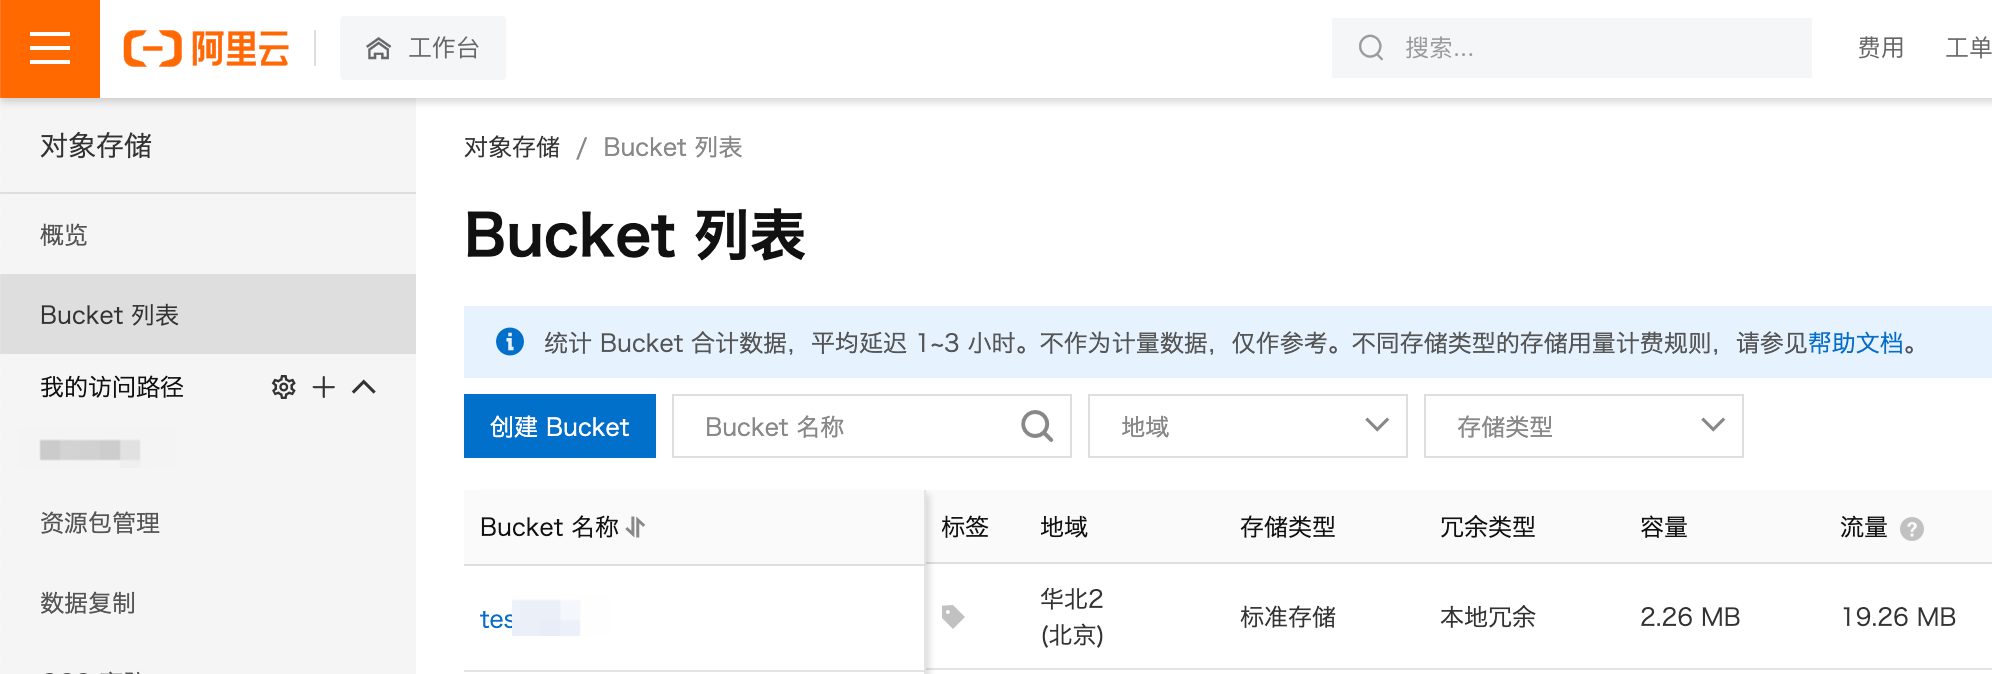 阿里云
工作台
搜索...
费用
工单
对象存储
概览
Bucket 列表
我的访问路径
资源包管理
数据复制
对象存储 / Bucket 列表
Bucket 列表
统计 Bucket 合计数据，平均延迟 1~3 小时。不作为计量数据，仅作参考。不同存储类型的存储用量计费规则，请参见帮助文档。
创建 Bucket
Bucket 名称
地域
存储类型
Bucket 名称 标签 地域 存储类型 冗余类型 容量 流量
tes 华北2 标准存储 本地冗余 2.26 MB 19.26 MB
(北京)